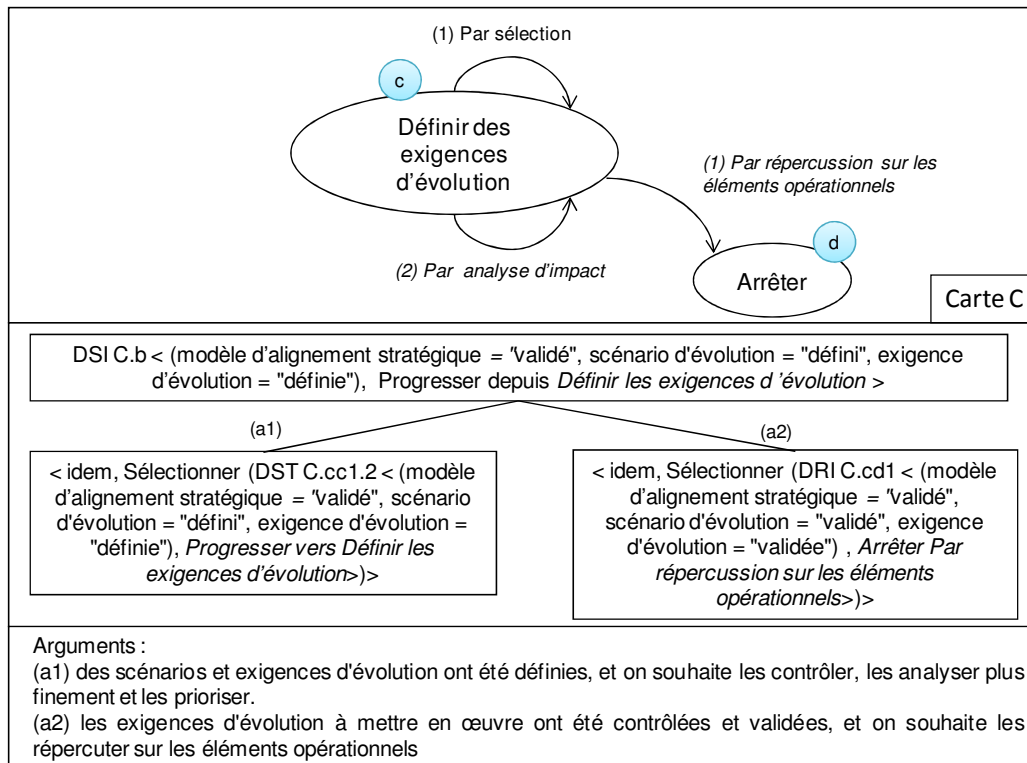 (1) Par sélection
c
Définir des
exigences
d'évolution
(1) Par répercussion sur les
éléments opérationnels
(2) Par analyse d'impact
d
Arrêter
Carte C
DSI C.b < (modèle d'alignement stratégique = "validé", scénario d'évolution = "défini", exigence
d'évolution = "définie"), Progresser depuis Définir les exigences d 'évolution >
(a1)
(a2)
< idem, Sélectionner (DST C.cc1.2 < (modèle
d'alignement stratégique = "validé", scénario
d'évolution = "défini", exigence d'évolution =
"définie"), Progresser vers Définir les
exigences d'évolution>)>
< idem, Sélectionner (DRI C.cd1 < (modèle
d'alignement stratégique = "validé",
scénario d'évolution = "validé", exigence
d'évolution = "validée") , Arrêter Par
répercussion sur les éléments
opérationnels>)>
Arguments :
(a1) des scénarios et exigences d'évolution ont été définies, et on souhaite les contrôler, les analyser plus
finement et les prioriser.
(a2) les exigences d'évolution à mettre en œuvre ont été contrôlées et validées, et on souhaite les
répercuter sur les éléments opérationnels